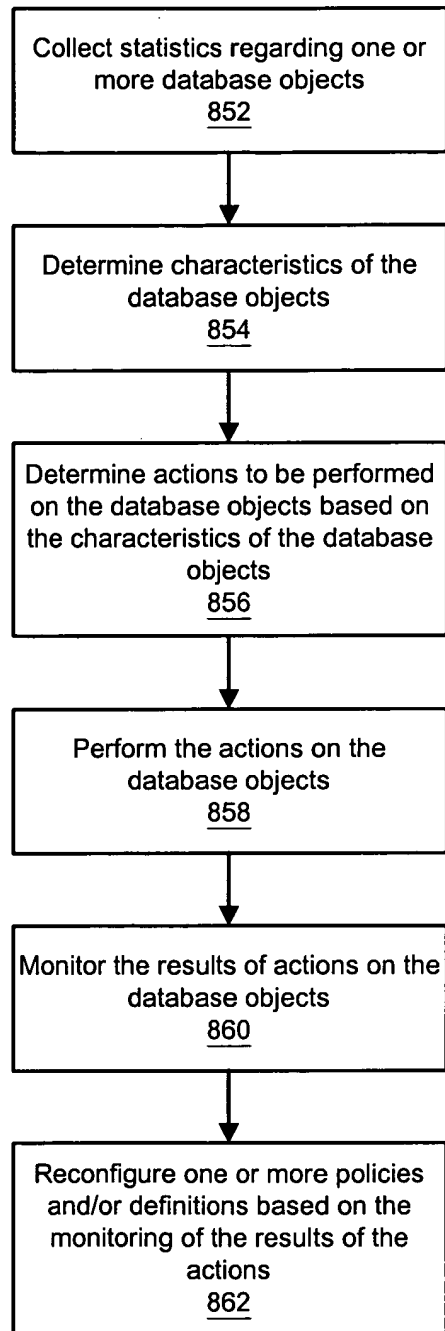 Collect statistics regarding one or
more database objects
852
Determine characteristics of the
database objects
854
Determine actions to be performed
on the database objects based on
the characteristics of the database
objects
856
Perform the actions on the
database objects
858
Monitor the results of actions on the
database objects
860
Reconfigure one or more policies
and/or definitions based on the
monitoring of the results of the
actions
862